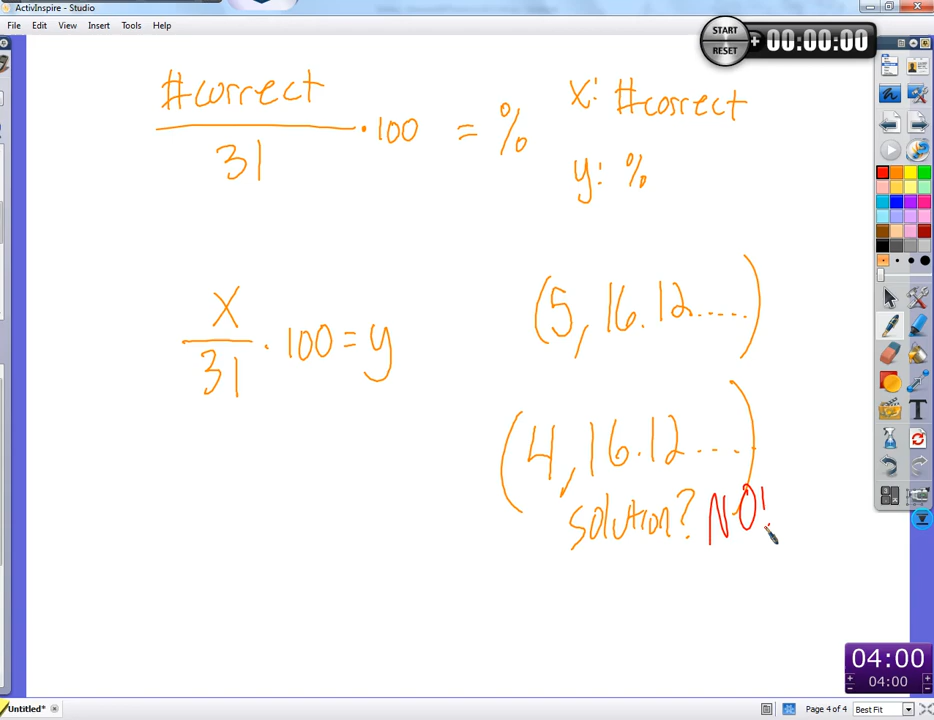 ActivInspire - Studio
File Edit View Insert Tools Help
START
RESET
+ 00:00:00
#correct
31
·100 = %
x: #correct
y: %
x
31
· 100 = y
(5, 16.12.....)
(4, 16.12....)
solution? NO!
04:00
+ 04:00 +
Untitled*
Page 4 of 4
Best Fit